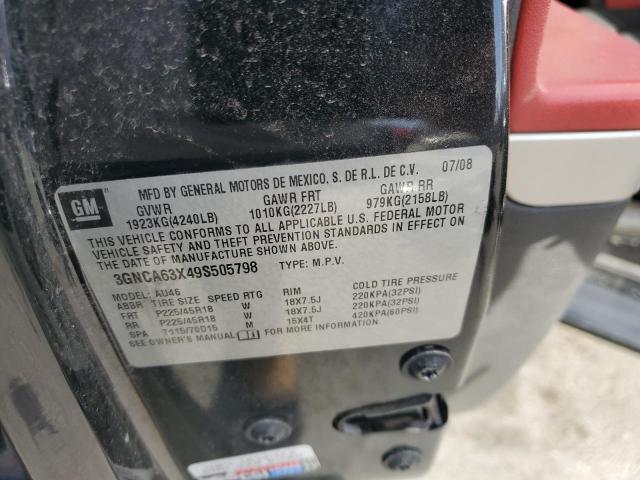 GM
MFD BY GENERAL MOTORS DE MEXICO, S. DE R.L. DE C.V. 07/08
GVWR GAWR FRT GAWR RR
1923KG(4240LB) 1010KG(2227LB) 979KG(2158LB)
THIS VEHICLE CONFORMS TO ALL APPLICABLE U.S. FEDERAL MOTOR
VEHICLE SAFETY AND THEFT PREVENTION STANDARDS IN EFFECT ON
THE DATE OF MANUFACTURE SHOWN ABOVE.
3GNCA63X49S505798 TYPE: M.P.V.
MODEL: AU46
ABBR TIRE SIZE SPEED RTG RIM COLD TIRE PRESSURE
FRT P225/45R18 W 18X7.5J 220KPA(32PSI)
RR P225/45R18 W 18X7.5J 220KPA(32PSI)
SPA T115/70D15 M 15X4T 420KPA(60PSI)
SEE OWNER'S MANUAL FOR ADDITIONAL INFORMATION